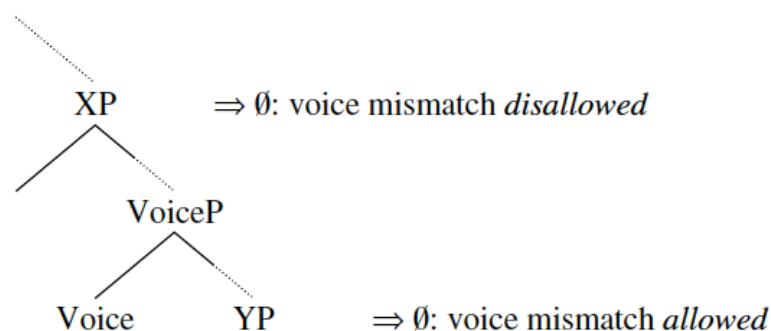 XP ⇒ ∅: voice mismatch disallowed
VoiceP
Voice YP ⇒ ∅: voice mismatch allowed